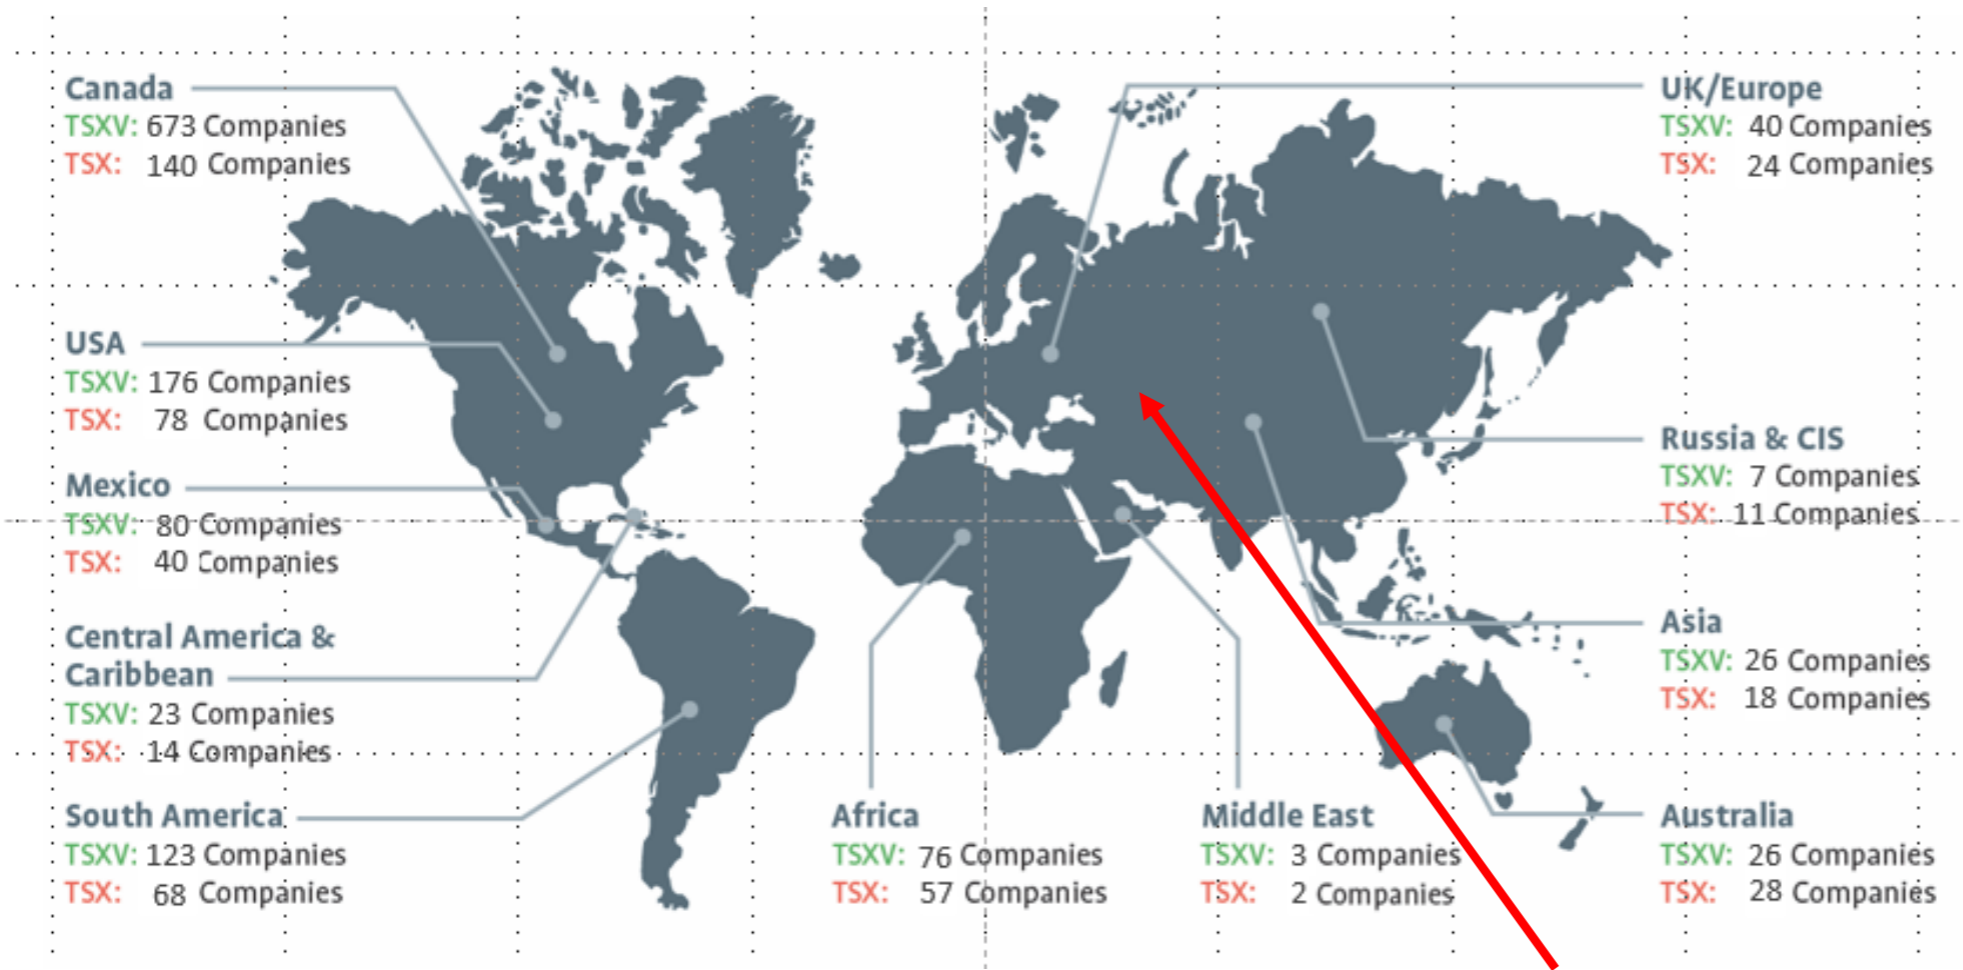 Canada
TSXV: 673 Companies
TSX: 140 Companies
USA
TSXV: 176 Companies
TSX: 78 Companies
Mexico
TSXV: 80 Companies
TSX: 40 Companies
Central America &
Caribbean
TSXV: 23 Companies
TSX: 14 Companies
South America
TSXV: 123 Companies
TSX: 68 Companies
Africa
TSXV: 76 Companies
TSX: 57 Companies
Middle East
TSXV: 3 Companies
TSX: 2 Companies
UK/Europe
TSXV: 40 Companies
TSX: 24 Companies
Russia & CIS
TSXV: 7 Companies
TSX: 11 Companies
Asia
TSXV: 26 Companies
TSX: 18 Companies
Australia
TSXV: 26 Companies
TSX: 28 Companies